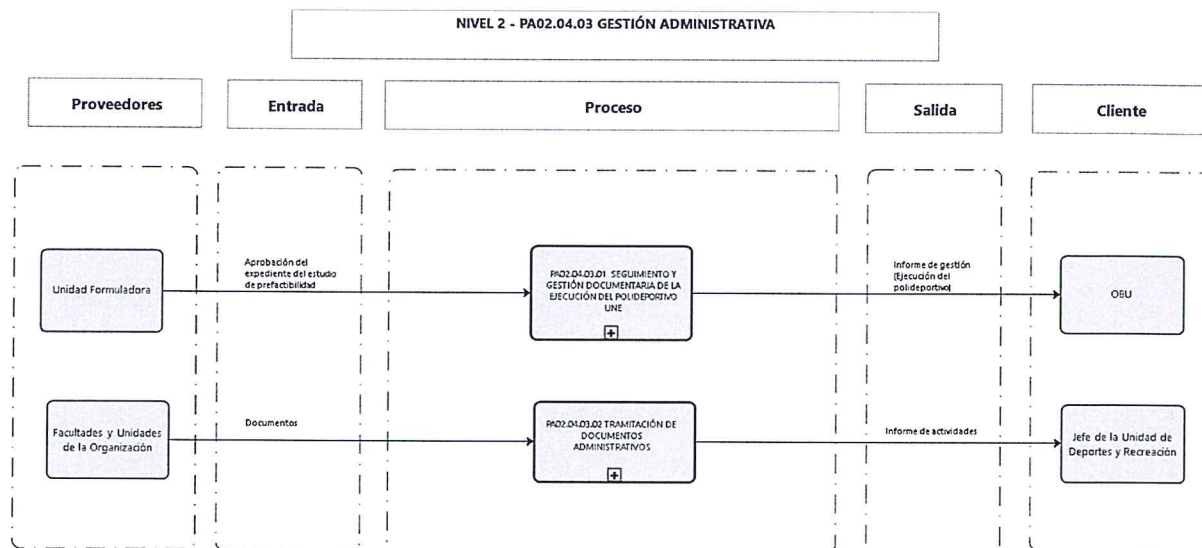 NIVEL 2 - PA02.04.03 GESTIÓN ADMINISTRATIVA
Proveedores
Entrada
Proceso
Salida
Cliente
Unidad Formuladora
Aprobación del
expediente del estudio
de prefactibilidad
PA02.04.03.01 SEGUIMIENTO Y
GESTIÓN DOCUMENTARIA DE LA
EJECUCIÓN DEL POLIDEPORTIVO
UNE
Informe de gestión
(Ejecución del
polideportivo)
OBU
Facultades y Unidades
de la Organización
Documentos
PA02.04.03.02 TRAMITACIÓN DE
DOCUMENTOS
ADMINISTRATIVOS
Informe de actividades
Jefe de la Unidad de
Deportes y Recreación